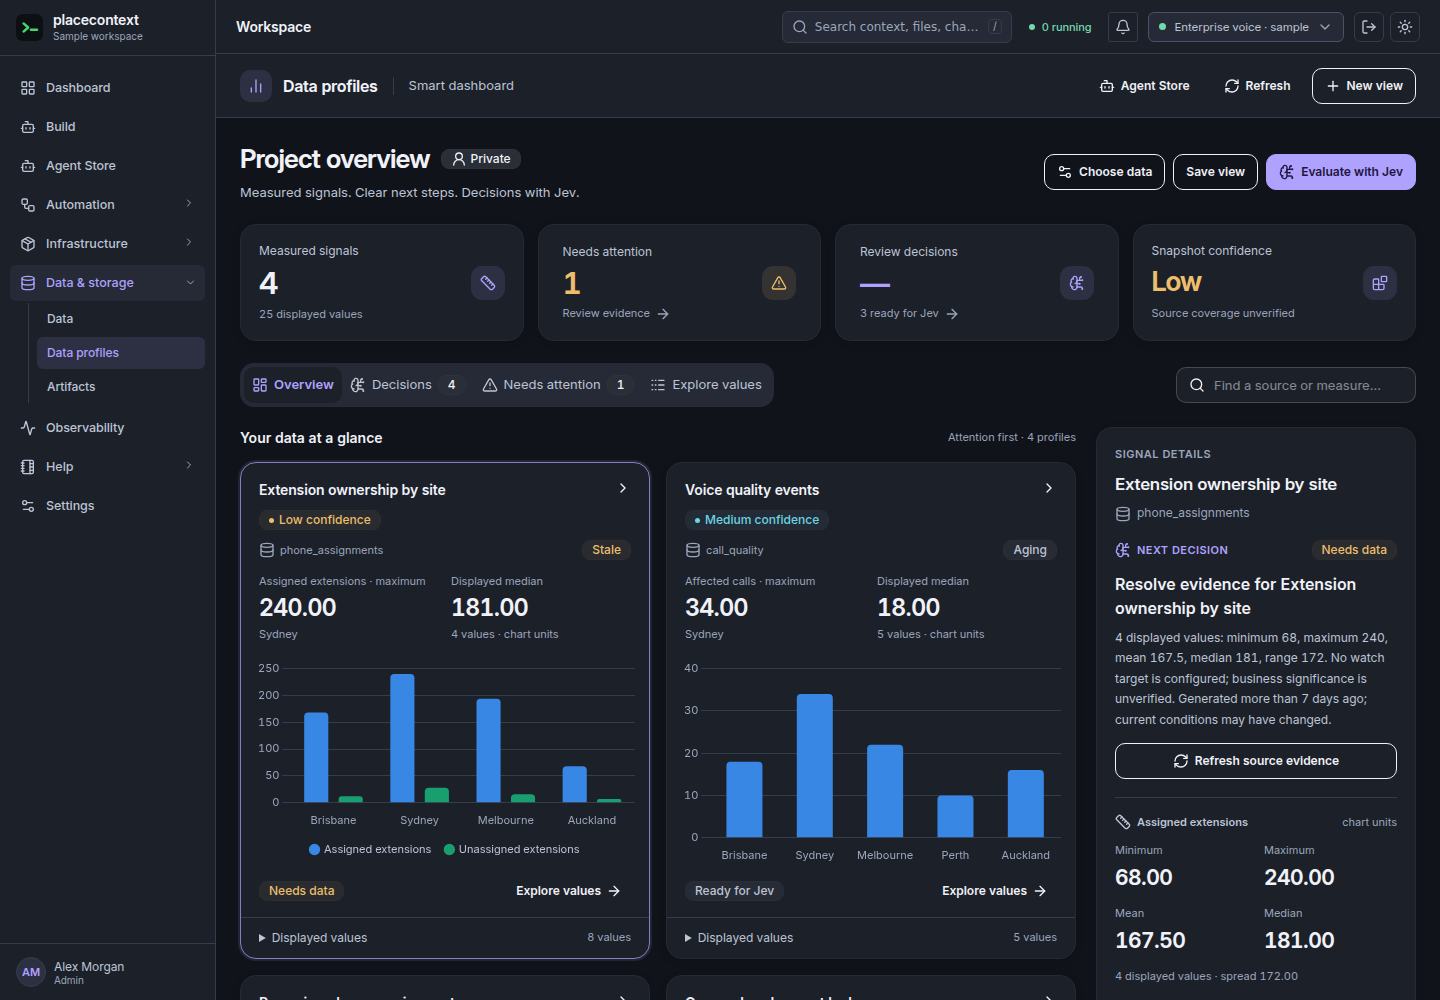 placecontext
Sample workspace
Workspace
Search context, files, cha... /
0 running
Enterprise voice · sample
Dashboard
Build
Agent Store
Automation
Infrastructure
Data & storage
Data
Data profiles
Artifacts
Observability
Help
Settings
AM
Alex Morgan
Admin
Data profiles
Smart dashboard
Agent Store
Refresh
New view
Project overview
Private
Measured signals. Clear next steps. Decisions with Jev.
Choose data
Save view
Evaluate with Jev
Measured signals
4
25 displayed values
Needs attention
1
Review evidence
Review decisions
—
3 ready for Jev
Snapshot confidence
Low
Source coverage unverified
Overview
Decisions 4
Needs attention 1
Explore values
Find a source or measure...
Your data at a glance
Attention first · 4 profiles
Extension ownership by site
Low confidence
phone_assignments
Stale
Assigned extensions · maximum
240.00
Sydney
Displayed median
181.00
4 values · chart units
250
200
150
100
50
0
Brisbane Sydney Melbourne Auckland
Assigned extensions Unassigned extensions
Needs data
Explore values
Displayed values
8 values
Voice quality events
Medium confidence
call_quality
Aging
Affected calls · maximum
34.00
Sydney
Displayed median
18.00
5 values · chart units
40
30
20
10
0
Brisbane Sydney Melbourne Perth Auckland
Ready for Jev
Explore values
Displayed values
5 values
SIGNAL DETAILS
Extension ownership by site
phone_assignments
NEXT DECISION
Needs data
Resolve evidence for Extension
ownership by site
4 displayed values: minimum 68, maximum 240,
mean 167.5, median 181, range 172. No watch
target is configured; business significance is
unverified. Generated more than 7 days ago;
current conditions may have changed.
Refresh source evidence
Assigned extensions
chart units
Minimum
68.00
Maximum
240.00
Mean
167.50
Median
181.00
4 displayed values · spread 172.00